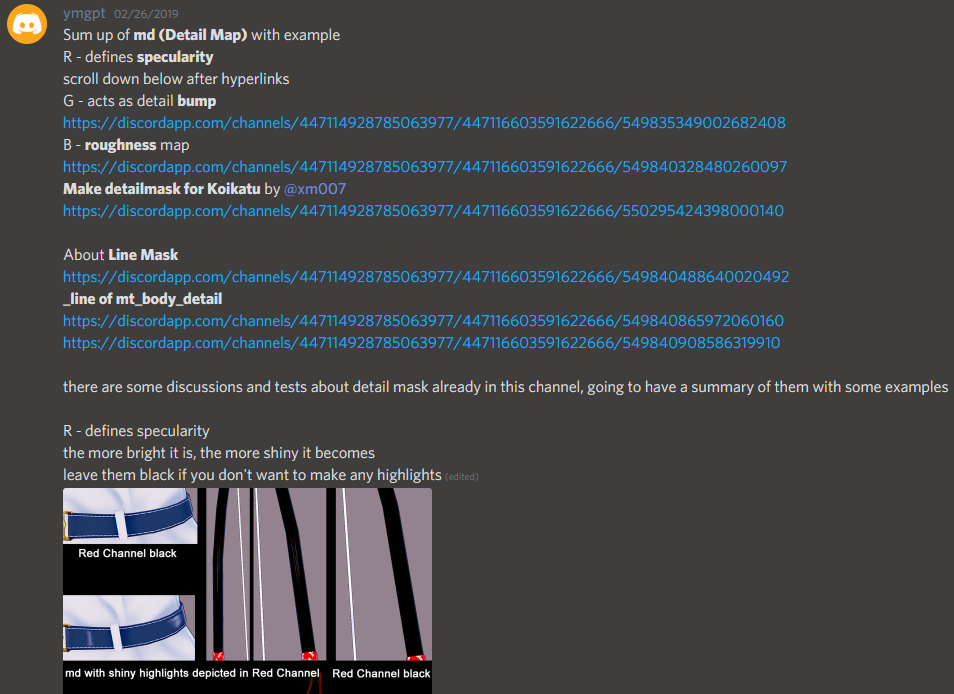 ymgpt 02/26/2019
Sum up of md (Detail Map) with example
R - defines specularity
scroll down below after hyperlinks
G - acts as detail bump
https://discordapp.com/channels/447114928785063977/447116603591622666/549835349002682408
B - roughness map
https://discordapp.com/channels/447114928785063977/447116603591622666/549840328480260097
Make detailmask for Koikatu by @xm007
https://discordapp.com/channels/447114928785063977/447116603591622666/550295424398000140
About Line Mask
https://discordapp.com/channels/447114928785063977/447116603591622666/549840488640020492
_line of mt_body_detail
https://discordapp.com/channels/447114928785063977/447116603591622666/549840865972060160
https://discordapp.com/channels/447114928785063977/447116603591622666/549840908586319910
there are some discussions and tests about detail mask already in this channel, going to have a summary of them with some examples
R - defines specularity
the more bright it is, the more shiny it becomes
leave them black if you don't want to make any highlights (edited)
Red Channel black
md with shiny highlights depicted in Red Channel
Red Channel black